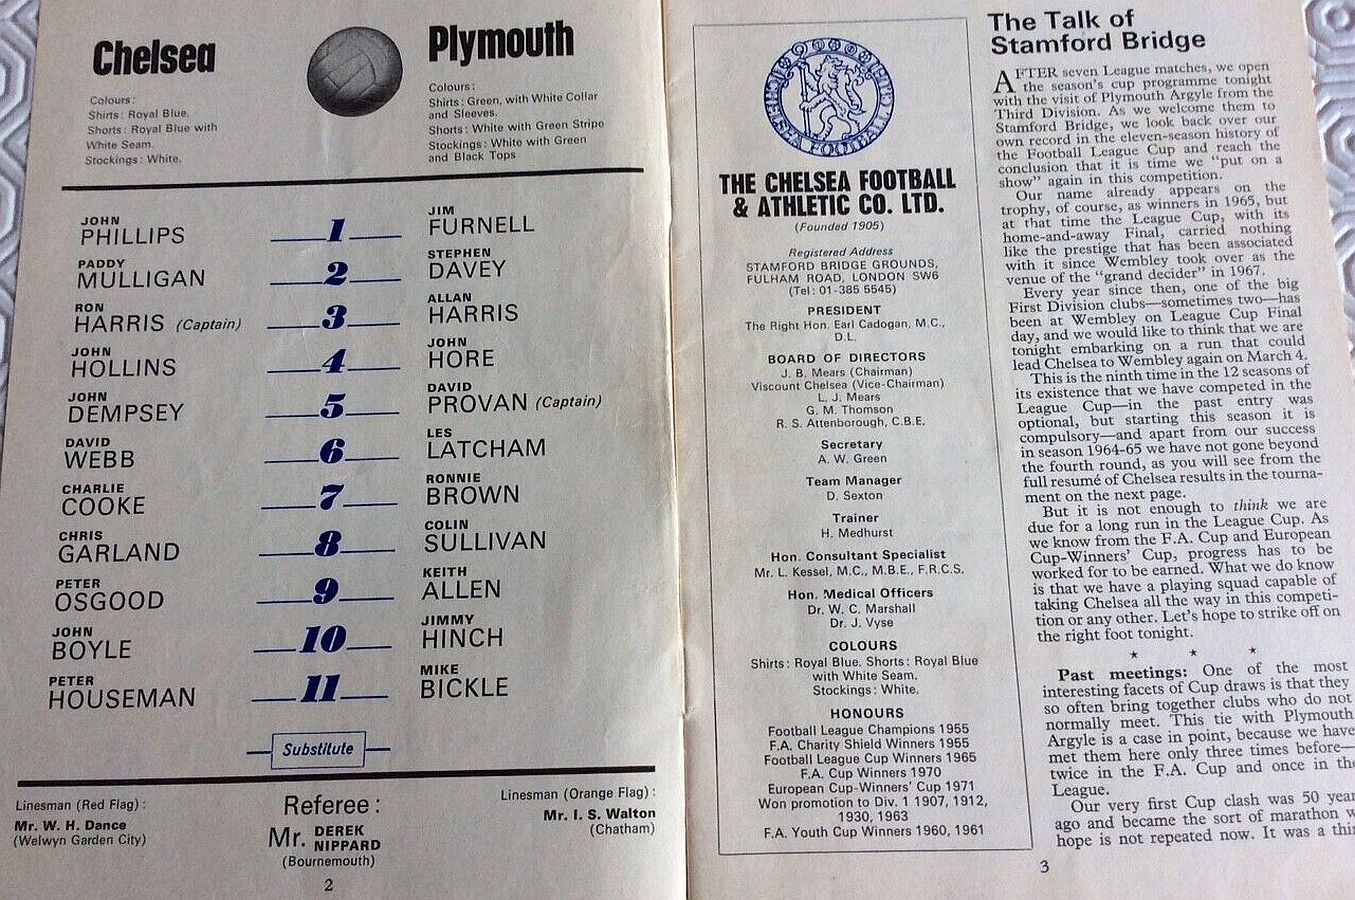 Chelsea
Colours:
Shirts: Royal Blue.
Shorts: Royal Blue with
White Seam.
Stockings: White.
Plymouth
Colours:
Shirts: Green, with White Collar
and Sleeves.
Shorts: White with Green Stripe
Stockings: White with Green
and Black Tops
JOHN
PHILLIPS
1
JIM
FURNELL
PADDY
MULLIGAN
2
STEPHEN
DAVEY
RON
HARRIS (Captain)
3
ALLAN
HARRIS
JOHN
HOLLINS
4
JOHN
HORE
JOHN
DEMPSEY
5
DAVID
PROVAN (Captain)
DAVID
WEBB
6
LES
LATCHAM
CHARLIE
COOKE
7
RONNIE
BROWN
CHRIS
GARLAND
8
COLIN
SULLIVAN
PETER
OSGOOD
9
KEITH
ALLEN
JOHN
BOYLE
10
JIMMY
HINCH
PETER
HOUSEMAN
11
MIKE
BICKLE
Substitute
Linesman (Red Flag):
Mr. W. H. Dance
(Welwyn Garden City)
Referee:
Mr. DEREK
NIPPARD
(Bournemouth)
Linesman (Orange Flag):
Mr. I. S. Walton
(Chatham)
2
CHELSEA FOOTBALL CLUB
THE CHELSEA FOOTBALL
& ATHLETIC CO. LTD.
(Founded 1905)
Registered Address
STAMFORD BRIDGE GROUNDS,
FULHAM ROAD, LONDON SW6
(Tel: 01-385 5545)
PRESIDENT
The Right Hon. Earl Cadogan, M.C.,
D.L.
BOARD OF DIRECTORS
J. B. Mears (Chairman)
Viscount Chelsea (Vice-Chairman)
L. J. Mears
G. M. Thomson
R. S. Attenborough, C.B.E.
Secretary
A. W. Green
Team Manager
D. Sexton
Trainer
H. Medhurst
Hon. Consultant Specialist
Mr. L. Kessel, M.C., M.B.E., F.R.C.S.
Hon. Medical Officers
Dr. W. C. Marshall
Dr. J. Vyse
COLOURS
Shirts: Royal Blue. Shorts: Royal Blue
with White Seam.
Stockings: White.
HONOURS
Football League Champions 1955
F.A. Charity Shield Winners 1955
Football League Cup Winners 1965
F.A. Cup Winners 1970
European Cup-Winners' Cup 1971
Won promotion to Div. 1 1907, 1912,
1930, 1963
F.A. Youth Cup Winners 1960, 1961
The Talk of
Stamford Bridge
AFTER seven League matches, we open
the season's cup programme tonight
with the visit of Plymouth Argyle from the
Third Division. As we welcome them to
Stamford Bridge, we look back over our
own record in the eleven-season history of
the Football League Cup and reach the
conclusion that it is time we "put on a
show" again in this competition.
Our name already appears on the
trophy, of course, as winners in 1965, but
at that time the League Cup, with its
home-and-away Final, carried nothing
like the prestige that has been associated
with it since Wembley took over as the
venue of the "grand decider" in 1967.
Every year since then, one of the big
First Division clubs—sometimes two—has
been at Wembley on League Cup Final
day, and we would like to think that we are
tonight embarking on a run that could
lead Chelsea to Wembley again on March 4.
This is the ninth time in the 12 seasons of
its existence that we have competed in the
League Cup—in the past entry was
optional, but starting this season it is
compulsory—and apart from our success
in season 1964-65 we have not gone beyond
the fourth round, as you will see from the
full resumé of Chelsea results in the tourna-
ment on the next page.
But it is not enough to think we are
due for a long run in the League Cup. As
we know from the F.A. Cup and European
Cup-Winners' Cup, progress has to be
worked for to be earned. What we do know
is that we have a playing squad capable of
taking Chelsea all the way in this competi-
tion or any other. Let's hope to strike off on
the right foot tonight.
* * *
Past meetings: One of the most
interesting facets of Cup draws is that they
so often bring together clubs who do not
normally meet. This tie with Plymouth
Argyle is a case in point, because we have
met them here only three times before—
twice in the F.A. Cup and once in the
League.
Our very first Cup clash was 50 year
ago and became the sort of marathon w
hope is not repeated now. It was a thir
3